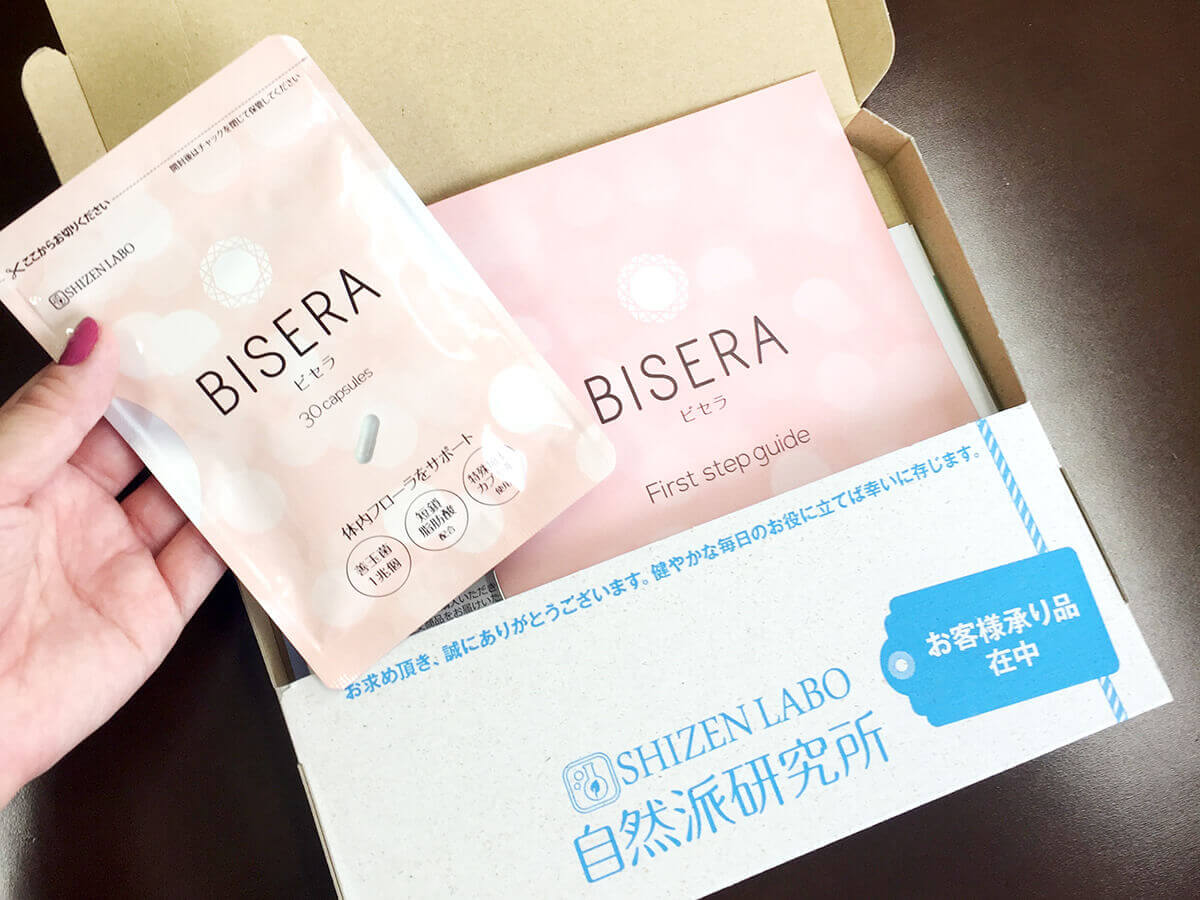 開封後はチャックを閉じて保管してください
ここからお切りください
SHIZEN LABO
BISERA
ビセラ
30 capsules
体内フローラをサポート
善玉菌
1兆個
短鎖
脂肪酸
配合
使用
BISERA
ビセラ
First step guide
お求め頂き、誠にありがとうございます。健やかな毎日のお役に立てば幸いに存じます。
お客様承り品
在中
SHIZEN LABO
自然派研究所